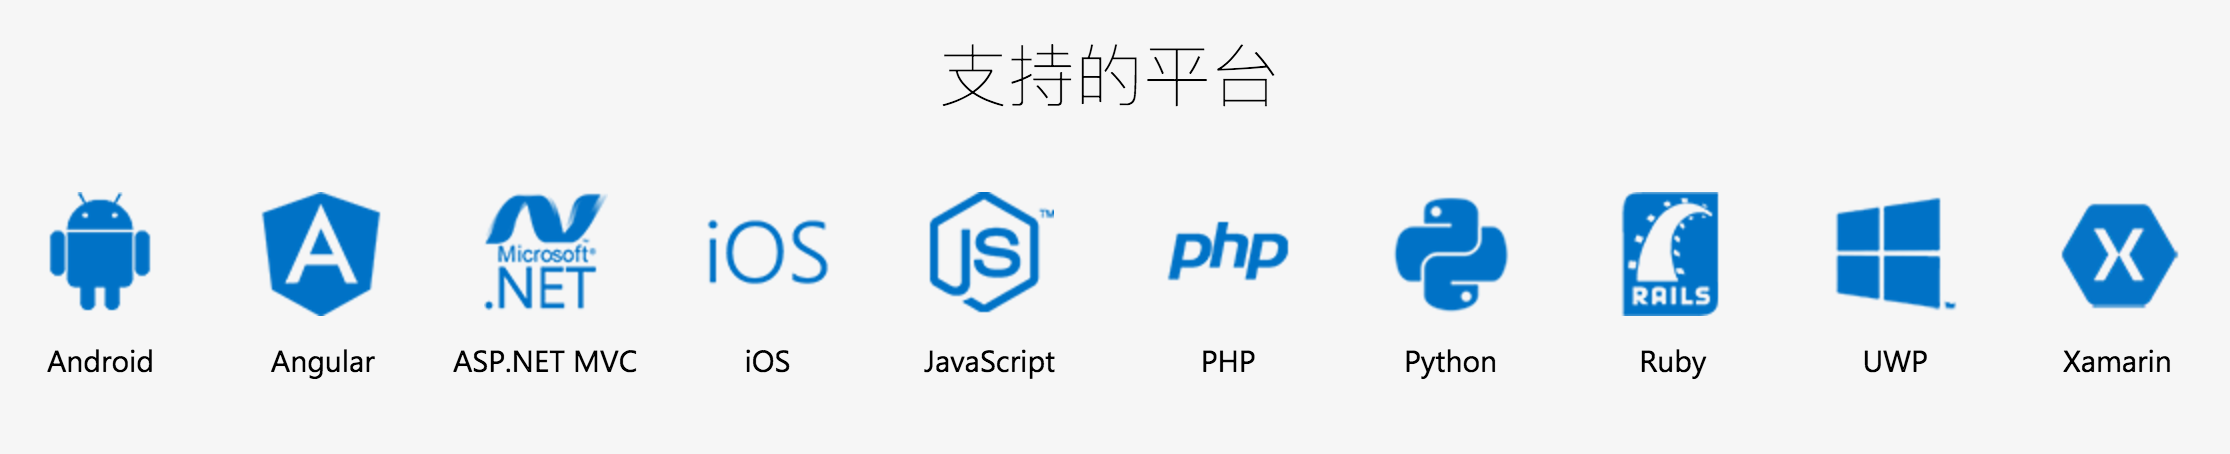 支持的平台
A
Microsoft®
.NET
iOS
JS™
php
RAILS
X
Android Angular ASP.NET MVC iOS JavaScript PHP Python Ruby UWP Xamarin